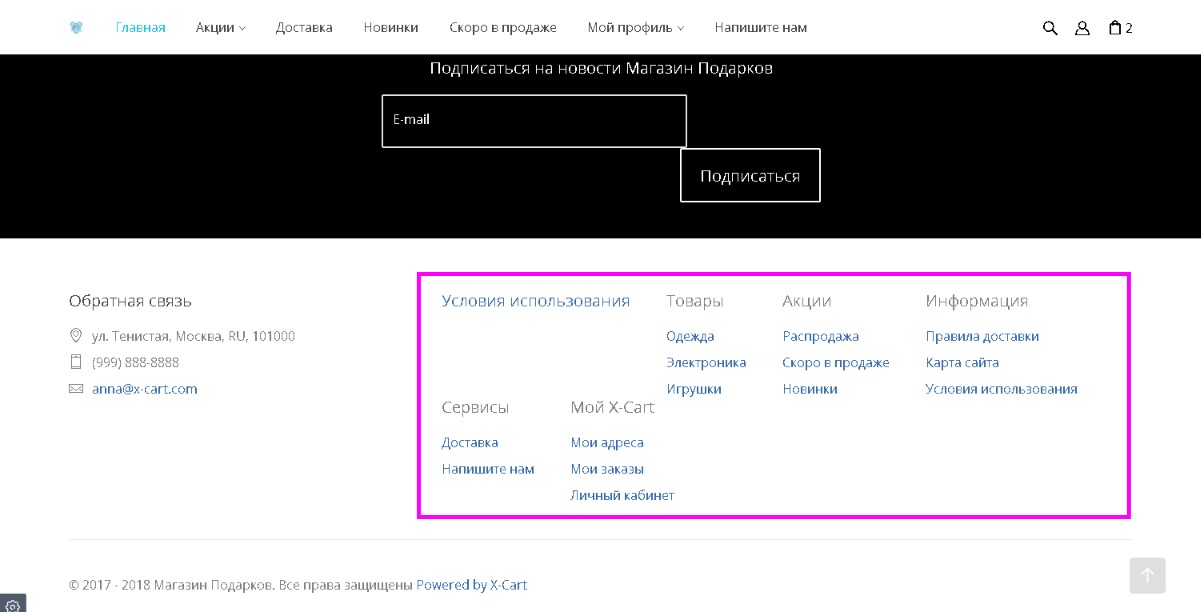 Главная Акции Доставка Новинки Скоро в продаже Мой профиль Напишите нам 2
Подписаться на новости Магазин Подарков
E-mail
Подписаться
Обратная связь
ул. Тенистая, Москва, RU, 101000
(999) 888-8888
anna@x-cart.com
Условия использования
Товары
Одежда
Электроника
Игрушки
Акции
Распродажа
Скоро в продаже
Новинки
Информация
Правила доставки
Карта сайта
Условия использования
Сервисы
Доставка
Напишите нам
Мой X-Cart
Мои адреса
Мои заказы
Личный кабинет
© 2017 - 2018 Магазин Подарков. Все права защищены Powered by X-Cart